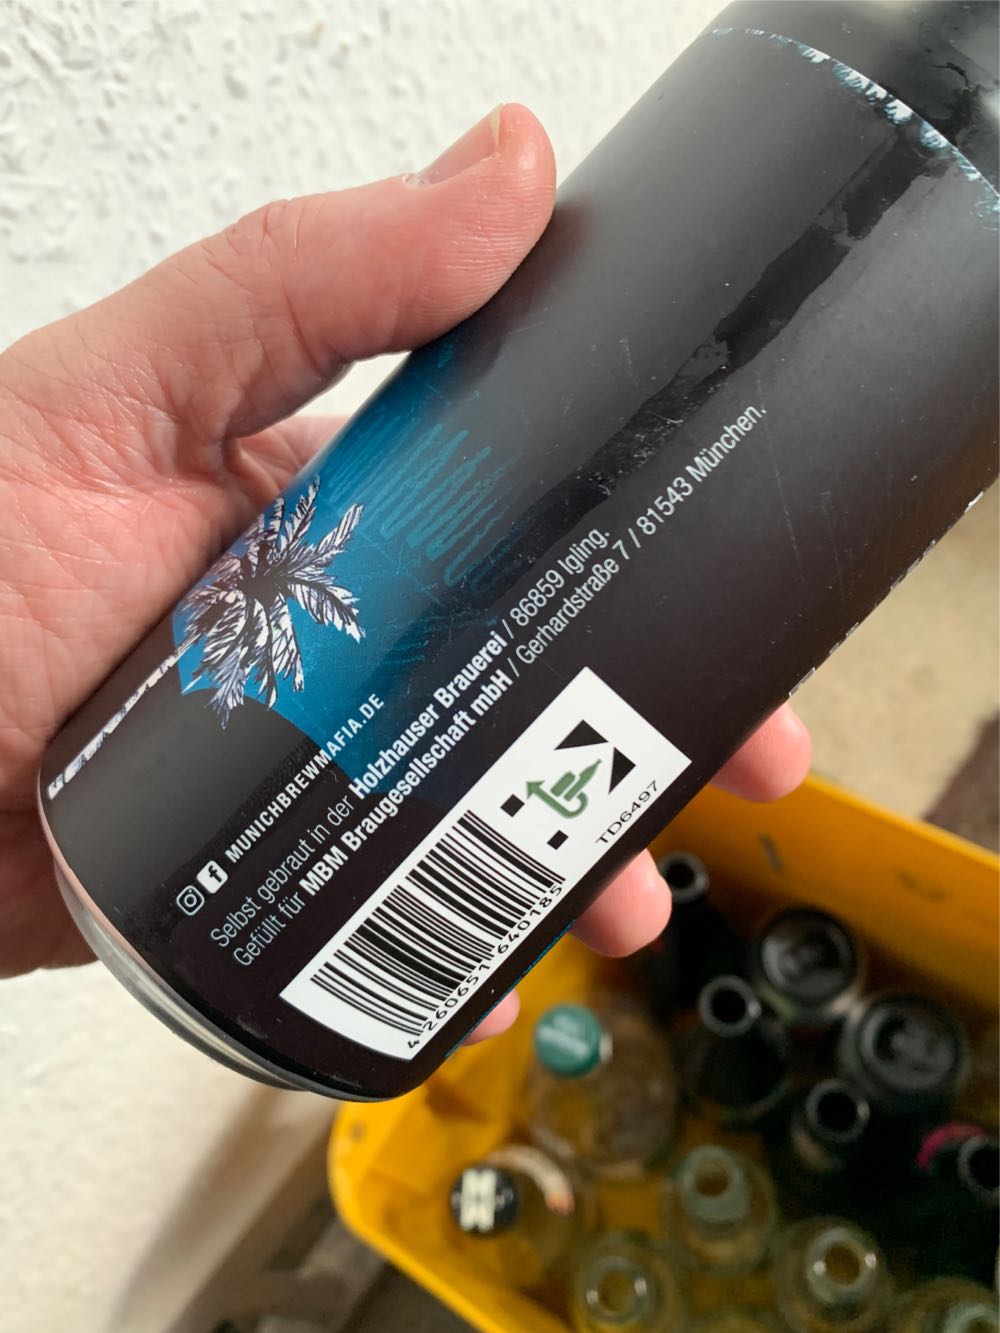 MUNICHBREWMAFIA.DE
Selbst gebraut in der Holzhauser Brauerei / 86859 Igling.
Gefüllt für MBM Braugesellschaft mbH / Gerhardstraße 7 / 81543 München.
TD6497
4 260651 640185